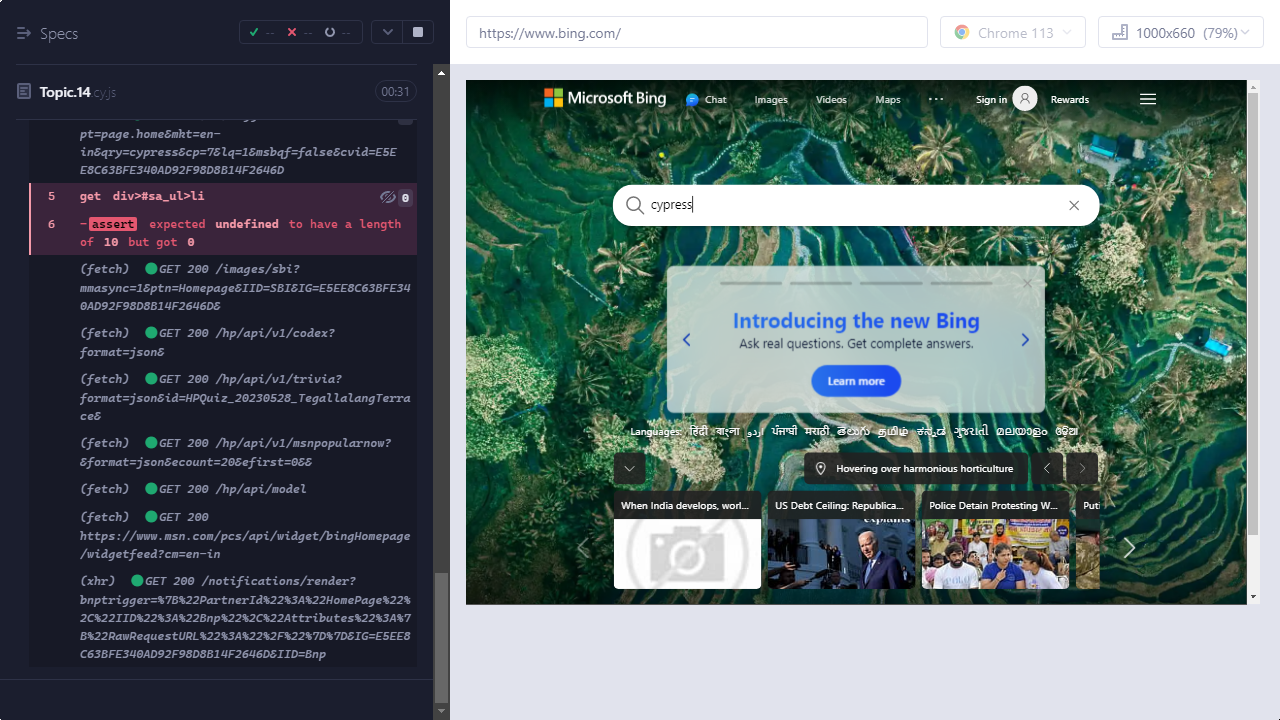 Specs
--
--
--
Topic.14.cy.js
00:31
pt=page.home&mkt=en-
in&qry=cypress&cp=7&lq=1&msbqf=false&cvid=E5E
E8C63BFE340AD92F98D8B14F2646D
5 get div>#sa_ul>li 0
6 -assert expected undefined to have a length
of 10 but got 0
(fetch) GET 200 /images/sbi?
mmasync=1&ptn=Homepage&IID=SBI&IG=E5EE8C63BFE34
0AD92F98D8B14F2646D&
(fetch) GET 200 /hp/api/v1/codex?
format=json&
(fetch) GET 200 /hp/api/v1/trivia?
format=json&id=HPQuiz_20230528_TegallalangTerra
ce&
(fetch) GET 200 /hp/api/v1/msnpopularnow?
&format=json&ecount=20&efirst=0&&
(fetch) GET 200 /hp/api/model
(fetch) GET 200
https://www.msn.com/pcs/api/widget/bingHomepage
/widgetfeed?cm=en-in
(xhr) GET 200 /notifications/render?
bnptrigger=%7B%22PartnerId%22%3A%22HomePage%22%
2C%22IID%22%3A%22Bnp%22%2C%22Attributes%22%3A%7
B%22RawRequestURL%22%3A%22%2F%22%7D%7D&IG=E5EE8
C63BFE340AD92F98D8B14F2646D&IID=Bnp
https://www.bing.com/
Chrome 113
1000x660 (79%)
Microsoft Bing Chat Images Videos Maps ... Sign in Rewards
cypress
Introducing the new Bing
Ask real questions. Get complete answers.
Learn more
Languages: हिंदी বাংলা اردو ਪੰਜਾਬੀ मराठी తెలుగు தமிழ் ಕನ್ನಡ ગુજરાતી മലയാളം ଓଡ଼ିଆ
Hovering over harmonious horticulture
When India develops, worl...
US Debt Ceiling: Republica...
Police Detain Protesting W...
Puti
explains